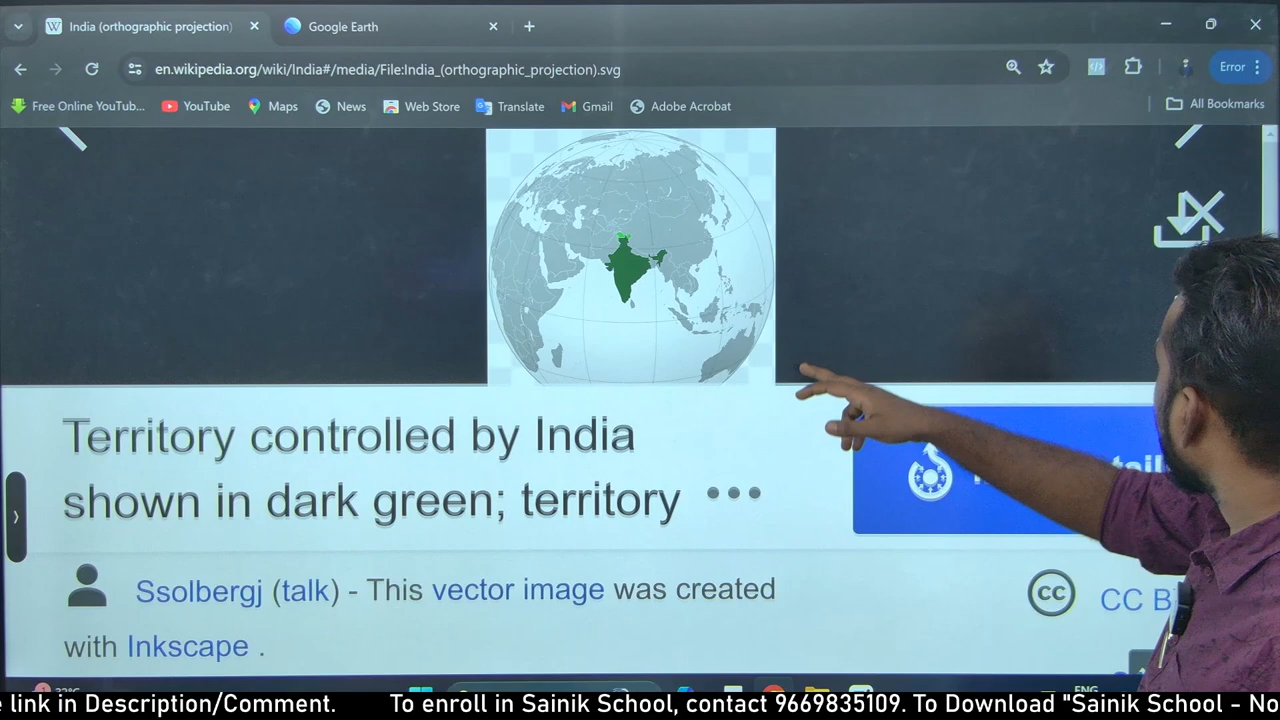 India (orthographic projection)
Google Earth
en.wikipedia.org/wiki/India#/media/File:India_(orthographic_projection).svg
Error
Free Online YouTub...
YouTube
Maps
News
Web Store
Translate
Gmail
Adobe Acrobat
All Bookmarks
Territory controlled by India
shown in dark green; territory
Ssolbergj (talk) - This vector image was created
CC B
with Inkscape .
ENG
e link in Description/Comment. To enroll in Sainik School, contact 9669835109. To Download "Sainik School - No